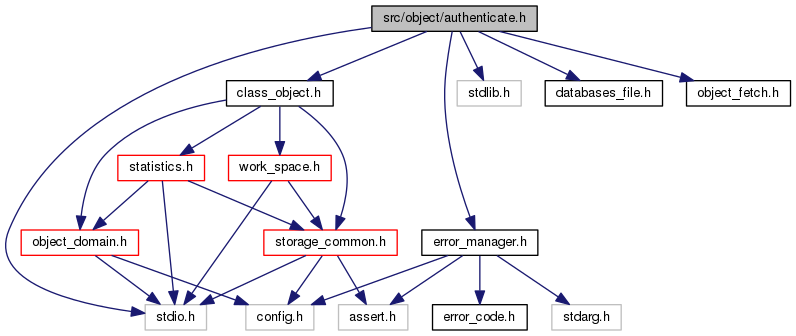 src/object/authenticate.h
class_object.h
stdlib.h
databases_file.h
object_fetch.h
statistics.h
work_space.h
object_domain.h
storage_common.h
error_manager.h
stdio.h
config.h
assert.h
error_code.h
stdarg.h